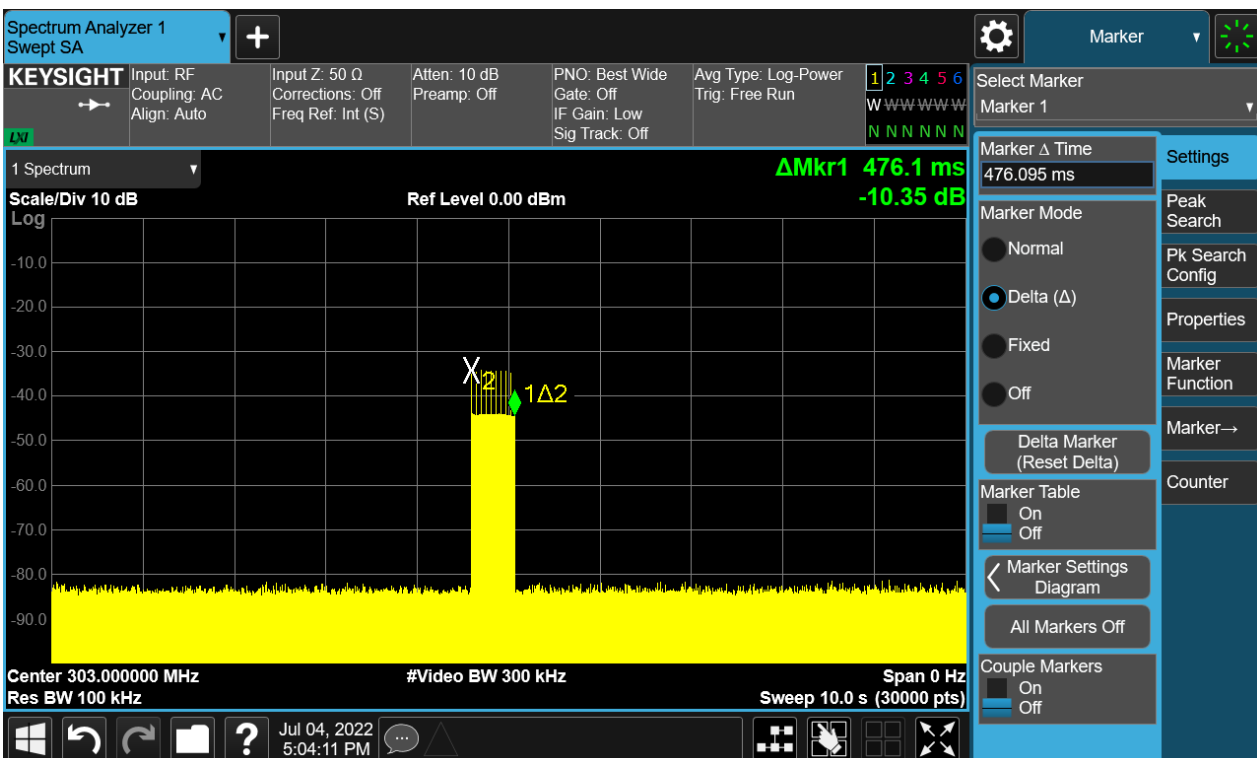 Spectrum Analyzer 1
Swept SA
+
Marker
KEYSIGHT
LXI
Input: RF
Coupling: AC
Align: Auto
Input Z: 50 Ω
Corrections: Off
Freq Ref: Int (S)
Atten: 10 dB
Preamp: Off
PNO: Best Wide
Gate: Off
IF Gain: Low
Sig Track: Off
Avg Type: Log-Power
Trig: Free Run
1 2 3 4 5 6
W W W W W W
N N N N N N
Select Marker
Marker 1
1 Spectrum
ΔMkr1 476.1 ms
-10.35 dB
Scale/Div 10 dB
Ref Level 0.00 dBm
Log
-10.0
-20.0
-30.0
-40.0
-50.0
-60.0
-70.0
-80.0
-90.0
X2
1Δ2
Center 303.000000 MHz
#Video BW 300 kHz
Span 0 Hz
Res BW 100 kHz
Sweep 10.0 s (30000 pts)
Marker Δ Time
476.095 ms
Marker Mode
Normal
Delta (Δ)
Fixed
Off
Delta Marker
(Reset Delta)
Marker Table
On
Off
Marker Settings
Diagram
All Markers Off
Couple Markers
On
Off
Settings
Peak
Search
Pk Search
Config
Properties
Marker
Function
Marker→
Counter
?
Jul 04, 2022
5:04:11 PM